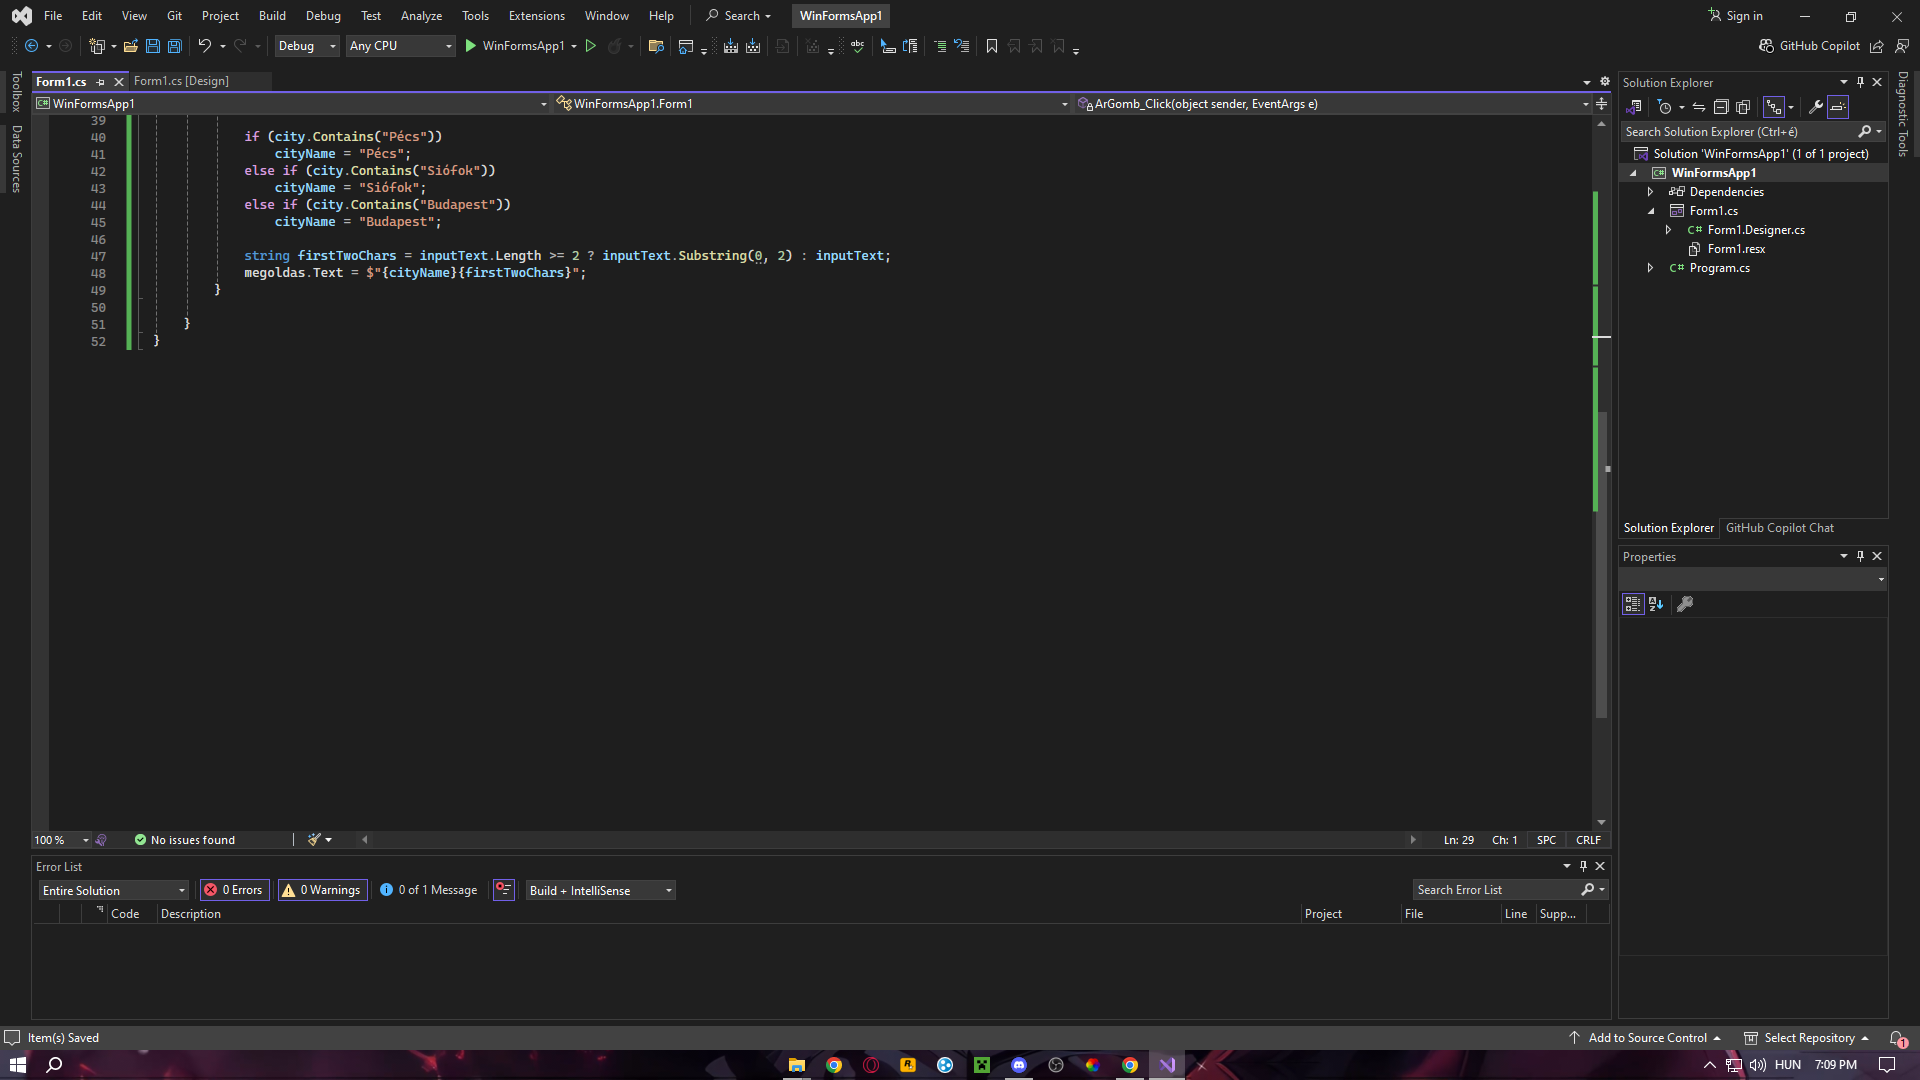 File Edit View Git Project Build Debug Test Analyze Tools Extensions Window Help Search WinFormsApp1 Sign in
Debug Any CPU WinFormsApp1 GitHub Copilot
Toolbox
Data Sources
Form1.cs Form1.cs [Design]
WinFormsApp1 WinFormsApp1.Form1 ArGomb_Click(object sender, EventArgs e)
39
40 if (city.Contains("Pécs"))
41 cityName = "Pécs";
42 else if (city.Contains("Siófok"))
43 cityName = "Siófok";
44 else if (city.Contains("Budapest"))
45 cityName = "Budapest";
46
47 string firstTwoChars = inputText.Length >= 2 ? inputText.Substring(0, 2) : inputText;
48 megoldas.Text = $"{cityName}{firstTwoChars}";
49 }
50
51 }
52 }
100 % No issues found Ln: 29 Ch: 1 SPC CRLF
Error List
Entire Solution 0 Errors 0 Warnings 0 of 1 Message Build + IntelliSense Search Error List
Code Description Project File Line Supp...
Solution Explorer
Search Solution Explorer (Ctrl+é)
Solution 'WinFormsApp1' (1 of 1 project)
WinFormsApp1
Dependencies
Form1.cs
C# Form1.Designer.cs
Form1.resx
C# Program.cs
Solution Explorer GitHub Copilot Chat
Properties
Diagnostic Tools
Item(s) Saved Add to Source Control Select Repository 1
HUN 7:09 PM